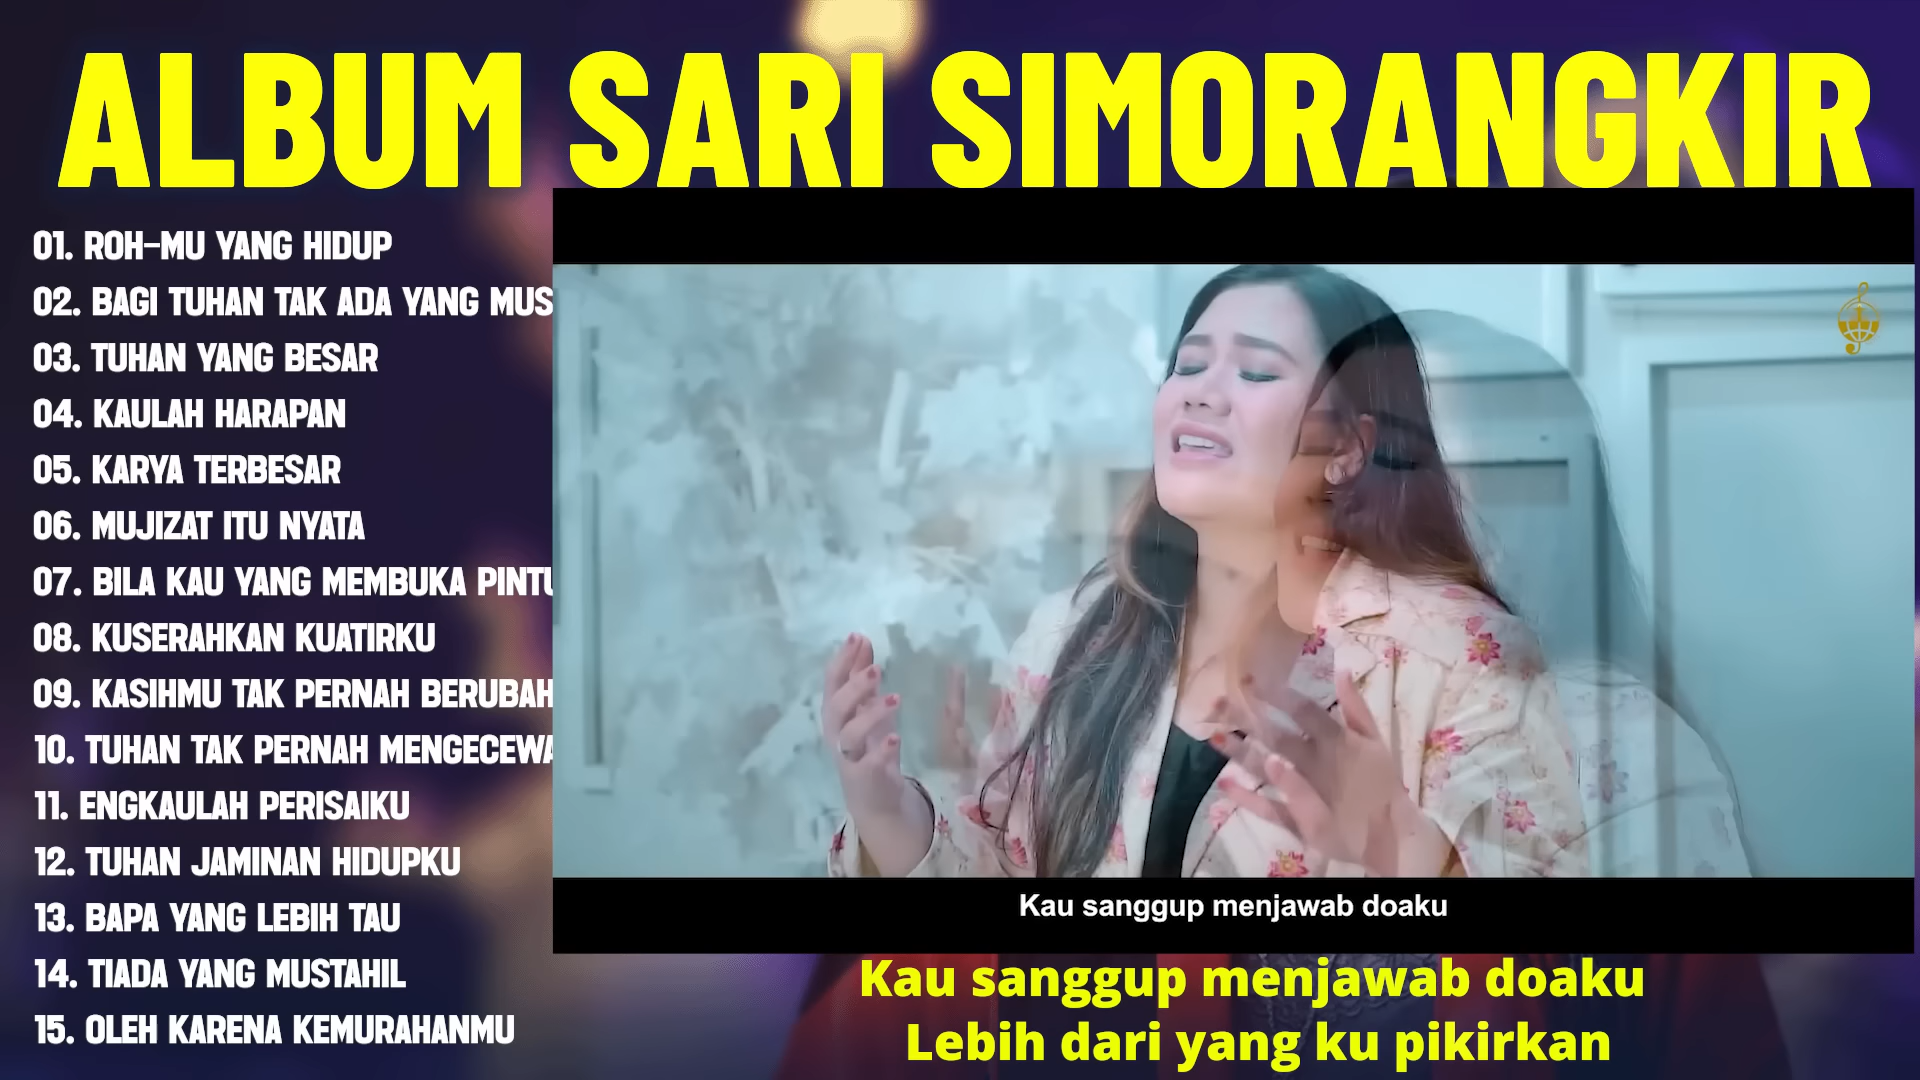 ALBUM SARI SIMORANGKIR
01. ROH-MU YANG HIDUP
02. BAGI TUHAN TAK ADA YANG MUS
03. TUHAN YANG BESAR
04. KAULAH HARAPAN
05. KARYA TERBESAR
06. MUJIZAT ITU NYATA
07. BILA KAU YANG MEMBUKA PINTU
08. KUSERAHKAN KUATIRKU
09. KASIHMU TAK PERNAH BERUBAH
10. TUHAN TAK PERNAH MENGECEWA
11. ENGKAULAH PERISAIKU
12. TUHAN JAMINAN HIDUPKU
13. BAPA YANG LEBIH TAU
14. TIADA YANG MUSTAHIL
15. OLEH KARENA KEMURAHANMU
Kau sanggup menjawab doaku
Kau sanggup menjawab doaku
Lebih dari yang ku pikirkan